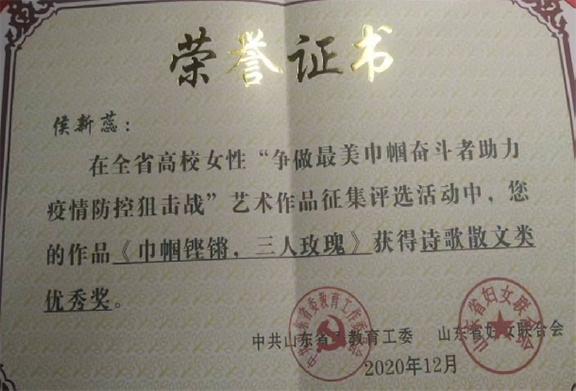 荣誉证书
侯新蕊：
在全省高校女性“争做最美巾帼奋斗者助力
疫情防控狙击战”艺术作品征集评选活动中，您
的作品《巾帼铿锵，三人玫瑰》获得诗歌散文类
优秀奖。
中共山东省委教育工委 山东省妇女联合会
2020年12月